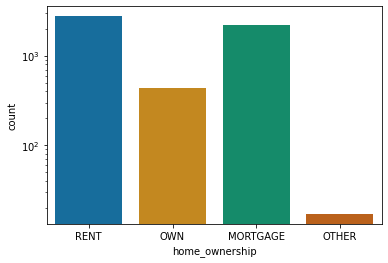 10³
10²
count
RENT OWN MORTGAGE OTHER
home_ownership